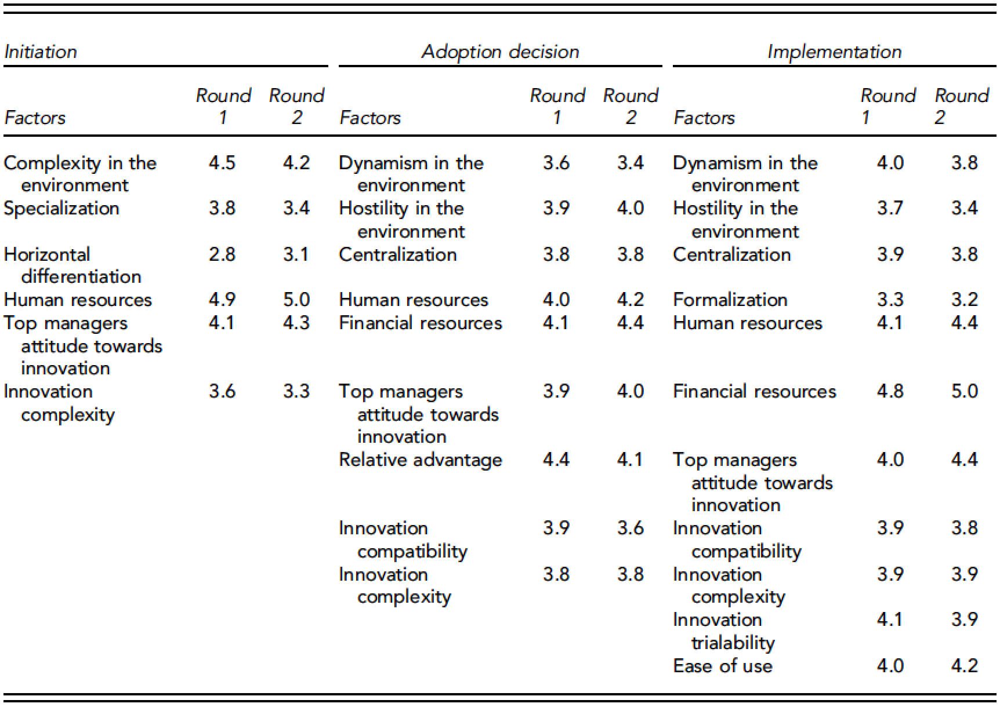 Initiation Adoption decision Implementation
Round Round Round Round Round Round
Factors 1 2 Factors 1 2 Factors 1 2
Complexity in the 4.5 4.2 Dynamism in the 3.6 3.4 Dynamism in the 4.0 3.8
environment environment environment
Specialization 3.8 3.4 Hostility in the 3.9 4.0 Hostility in the 3.7 3.4
environment environment
Horizontal 2.8 3.1 Centralization 3.8 3.8 Centralization 3.9 3.8
differentiation
Human resources 4.9 5.0 Human resources 4.0 4.2 Formalization 3.3 3.2
Top managers 4.1 4.3 Financial resources 4.1 4.4 Human resources 4.1 4.4
attitude towards
innovation
Innovation 3.6 3.3 Top managers 3.9 4.0 Financial resources 4.8 5.0
complexity attitude towards
innovation
Relative advantage 4.4 4.1 Top managers 4.0 4.4
attitude towards
innovation
Innovation 3.9 3.6 Innovation 3.9 3.8
compatibility compatibility
Innovation 3.8 3.8 Innovation 3.9 3.9
complexity complexity
Innovation 4.1 3.9
trialability
Ease of use 4.0 4.2